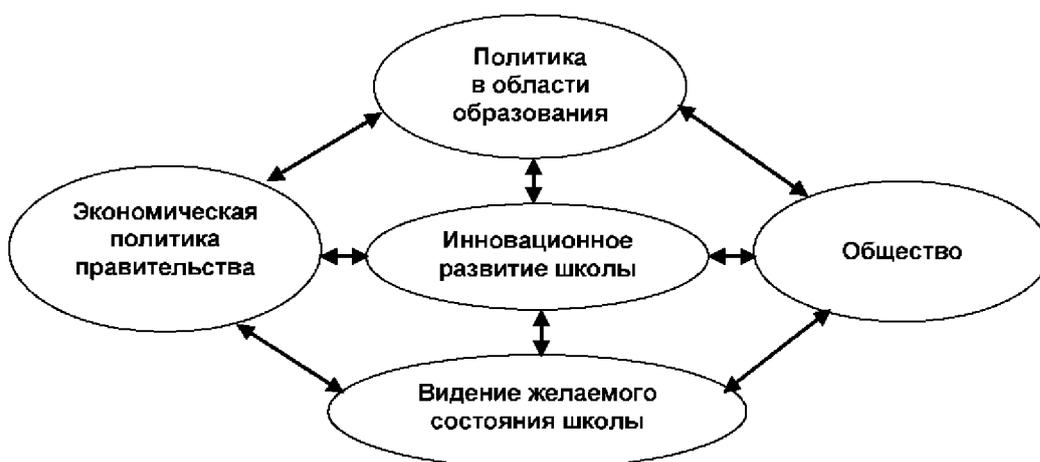 Политика
в области
образования
Экономическая
политика
правительства
Инновационное
развитие школы
Общество
Видение желаемого
состояния школы